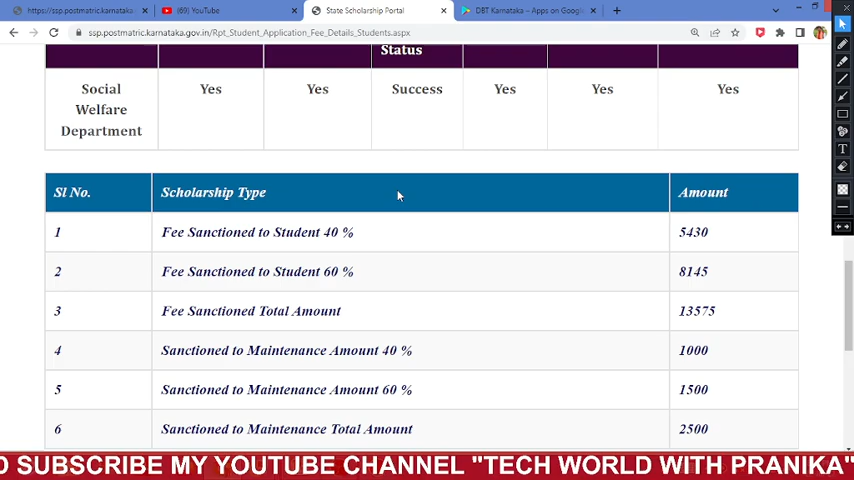 https://ssp.postmatric.karnataka
(69) YouTube
State Scholarship Portal
DBT Karnataka – Apps on Google
ssp.postmatric.karnataka.gov.in/Rpt_Student_Application_Fee_Details_Students.aspx
Status
Social Welfare Department Yes Yes Success Yes Yes Yes
Sl No. Scholarship Type Amount
1 Fee Sanctioned to Student 40 % 5430
2 Fee Sanctioned to Student 60 % 8145
3 Fee Sanctioned Total Amount 13575
4 Sanctioned to Maintenance Amount 40 % 1000
5 Sanctioned to Maintenance Amount 60 % 1500
6 Sanctioned to Maintenance Total Amount 2500
O SUBSCRIBE MY YOUTUBE CHANNEL "TECH WORLD WITH PRANIKA"